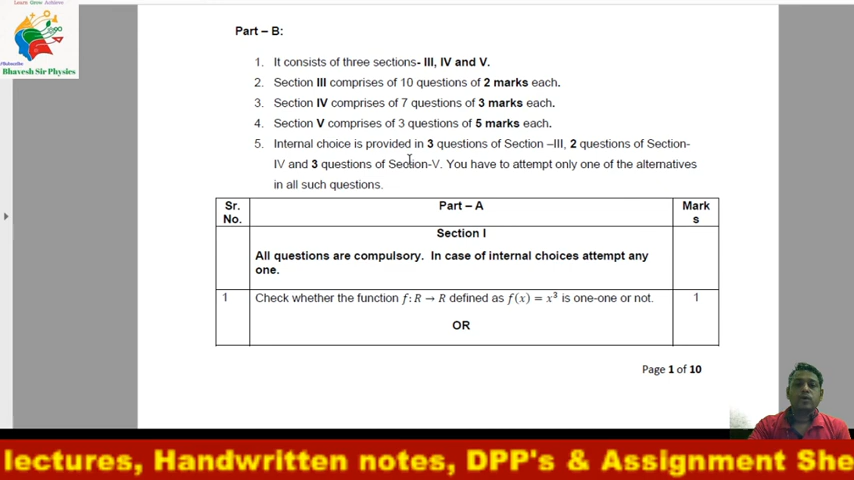 Learn Grow Achieve
#Subscribe
Bhavesh Sir Physics
Part – B:
1. It consists of three sections- III, IV and V.
2. Section III comprises of 10 questions of 2 marks each.
3. Section IV comprises of 7 questions of 3 marks each.
4. Section V comprises of 3 questions of 5 marks each.
5. Internal choice is provided in 3 questions of Section –III, 2 questions of Section-
IV and 3 questions of Section-V. You have to attempt only one of the alternatives
in all such questions.
Sr. No. Part – A Marks
Section I
All questions are compulsory. In case of internal choices attempt any
one.
1 Check whether the function f: R → R defined as f(x) = x³ is one-one or not. 1
OR
Page 1 of 10
lectures, Handwritten notes, DPP's & Assignment She